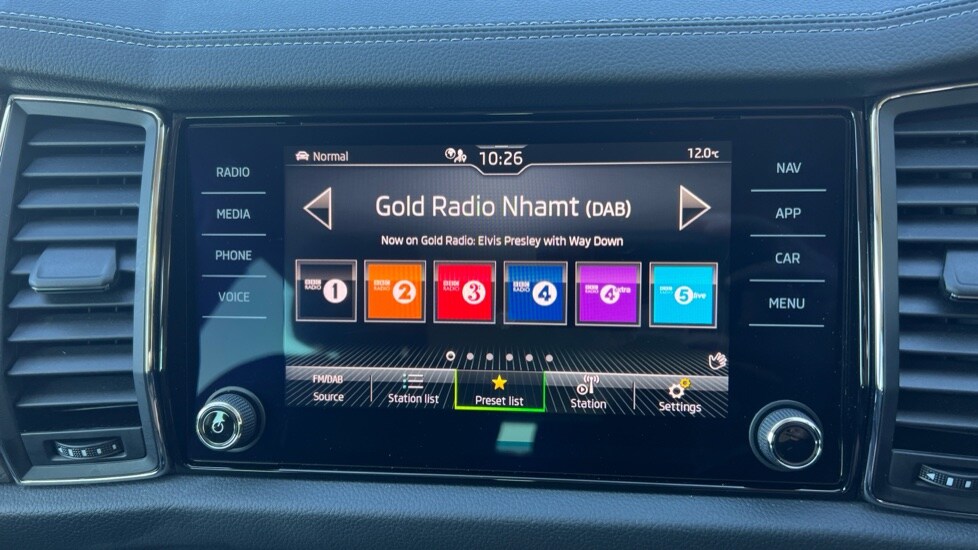 RADIO
MEDIA
PHONE
VOICE
Normal
10:26
12.0°C
Gold Radio Nhamt (DAB)
Now on Gold Radio: Elvis Presley with Way Down
BBC RADIO 1
BBC RADIO 2
BBC RADIO 3
BBC RADIO 4
BBC RADIO 4 extra
BBC RADIO 5 live
FM/DAB
Source
Station list
Preset list
Station
Settings
NAV
APP
CAR
MENU